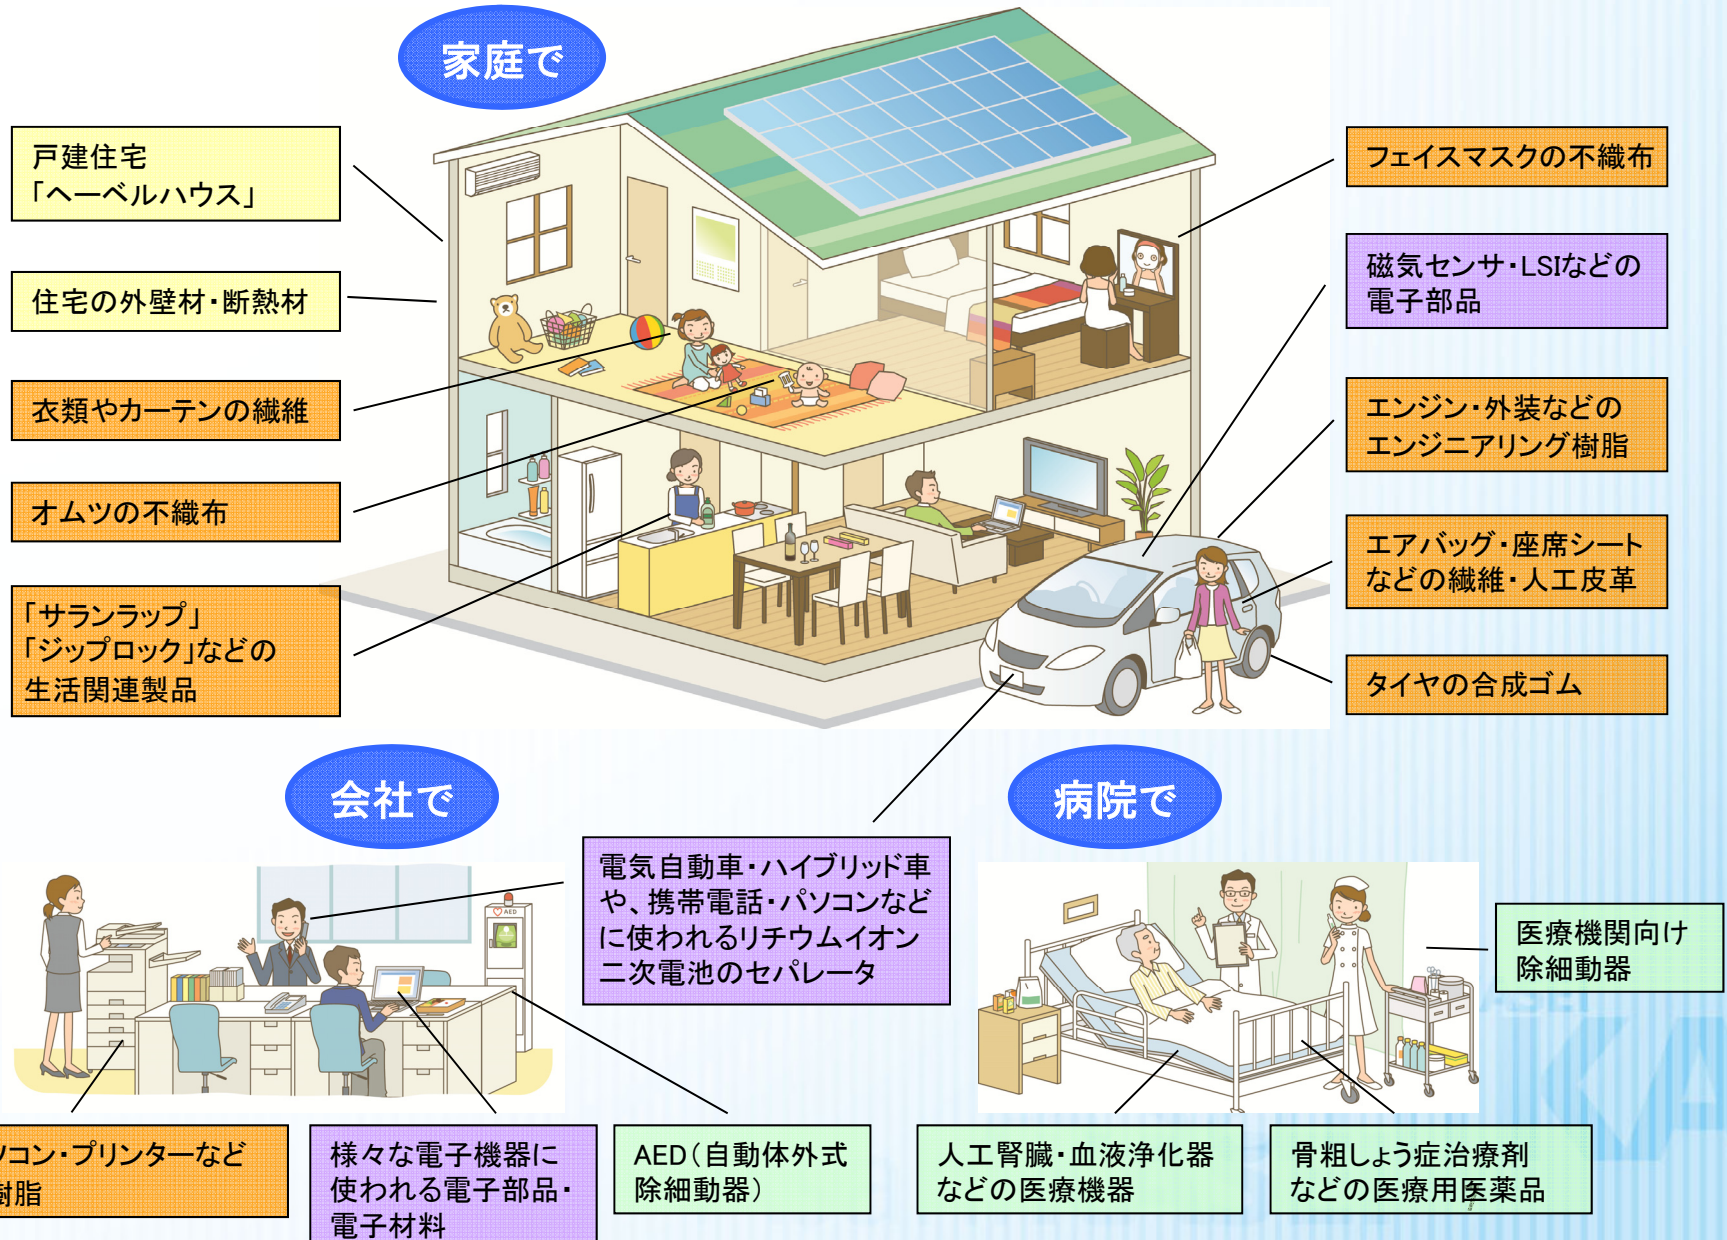 家庭で
戸建住宅
「ヘーベルハウス」
住宅の外壁材・断熱材
衣類やカーテンの繊維
オムツの不織布
「サランラップ」
「ジップロック」などの
生活関連製品
フェイスマスクの不織布
磁気センサ・LSIなどの
電子部品
エンジン・外装などの
エンジニアリング樹脂
エアバッグ・座席シート
などの繊維・人工皮革
タイヤの合成ゴム
会社で
電気自動車・ハイブリッド車
や、携帯電話・パソコンなど
に使われるリチウムイオン
二次電池のセパレータ
AED
ソコン・プリンターなど
樹脂
様々な電子機器に
使われる電子部品・
電子材料
AED(自動体外式
除細動器)
病院で
医療機関向け
除細動器
人工腎臓・血液浄化器
などの医療機器
骨粗しょう症治療剤
などの医療用医薬品